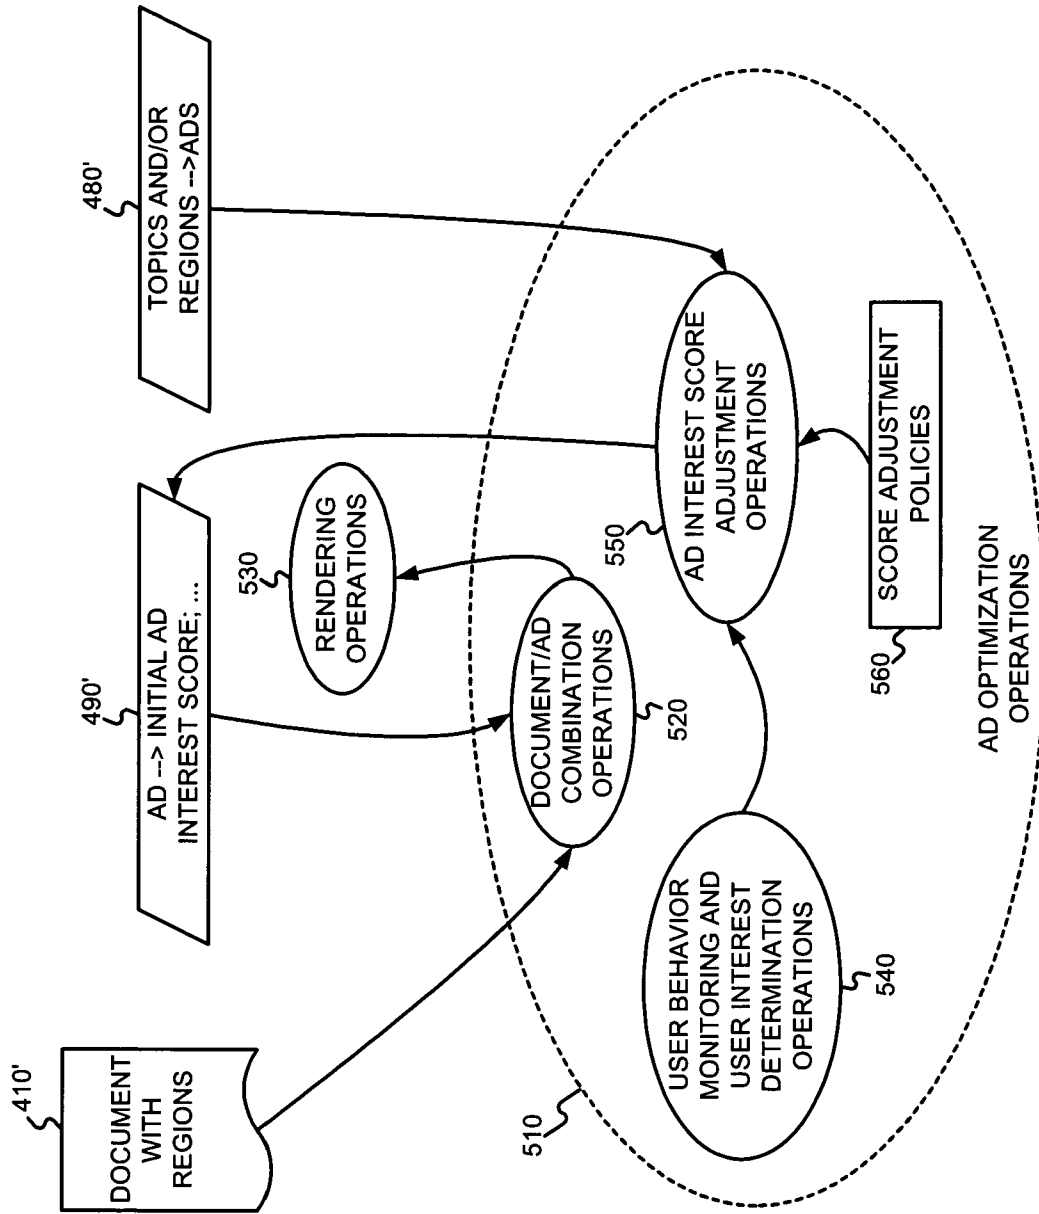 410'
DOCUMENT
WITH
REGIONS
490'
AD --> INITIAL AD
INTEREST SCORE; ...
480'
TOPICS AND/OR
REGIONS -->ADS
530
RENDERING
OPERATIONS
510
DOCUMENT/AD
COMBINATION
OPERATIONS
520
550
AD INTEREST SCORE
ADJUSTMENT
OPERATIONS
USER BEHAVIOR
MONITORING AND
USER INTEREST
DETERMINATION
OPERATIONS
540
560
SCORE ADJUSTMENT
POLICIES
AD OPTIMIZATION
OPERATIONS